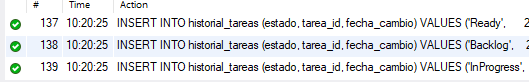 # Time Action
137 10:20:25 INSERT INTO historial_tareas (estado, tarea_id, fecha_cambio) VALUES ('Ready', 2
138 10:20:25 INSERT INTO historial_tareas (estado, tarea_id, fecha_cambio) VALUES ('Backlog', 2
139 10:20:25 INSERT INTO historial_tareas (estado, tarea_id, fecha_cambio) VALUES ('InProgress',